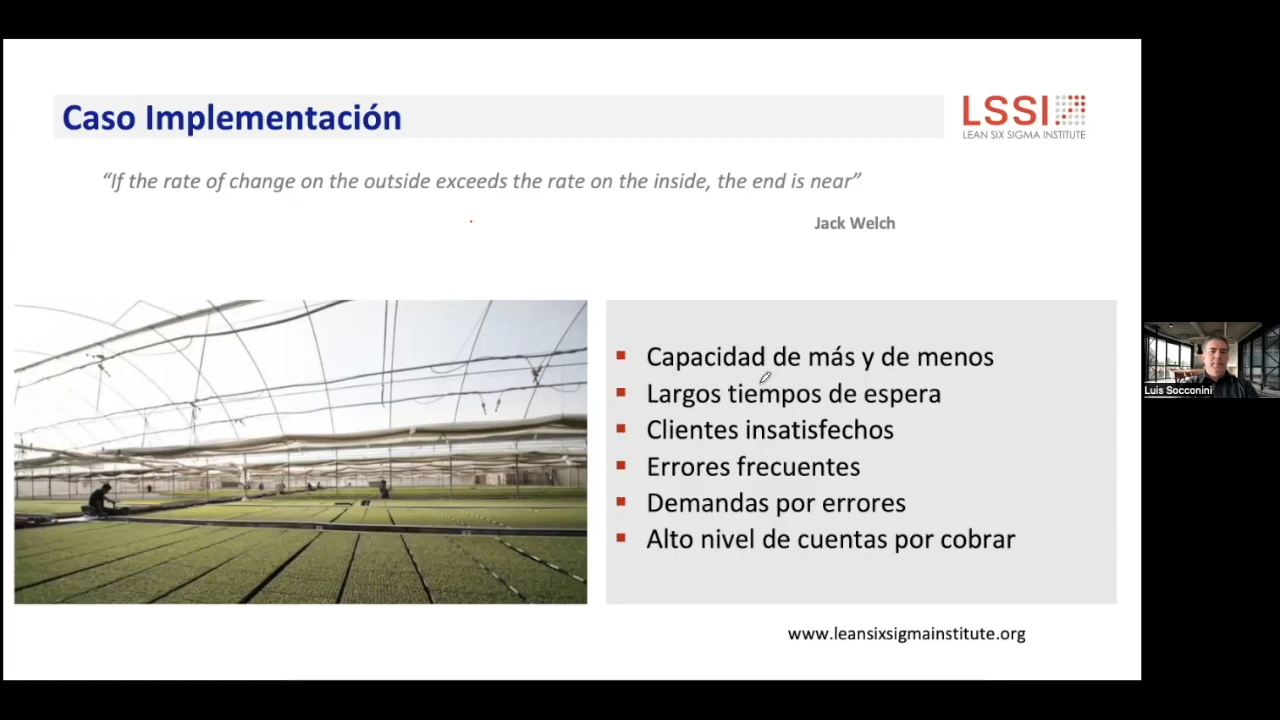 Caso Implementación
LSSI
LEAN SIX SIGMA INSTITUTE
“If the rate of change on the outside exceeds the rate on the inside, the end is near”
Jack Welch
Capacidad de más y de menos
Largos tiempos de espera
Clientes insatisfechos
Errores frecuentes
Demandas por errores
Alto nivel de cuentas por cobrar
Luis Socconini
www.leansixsigmainstitute.org